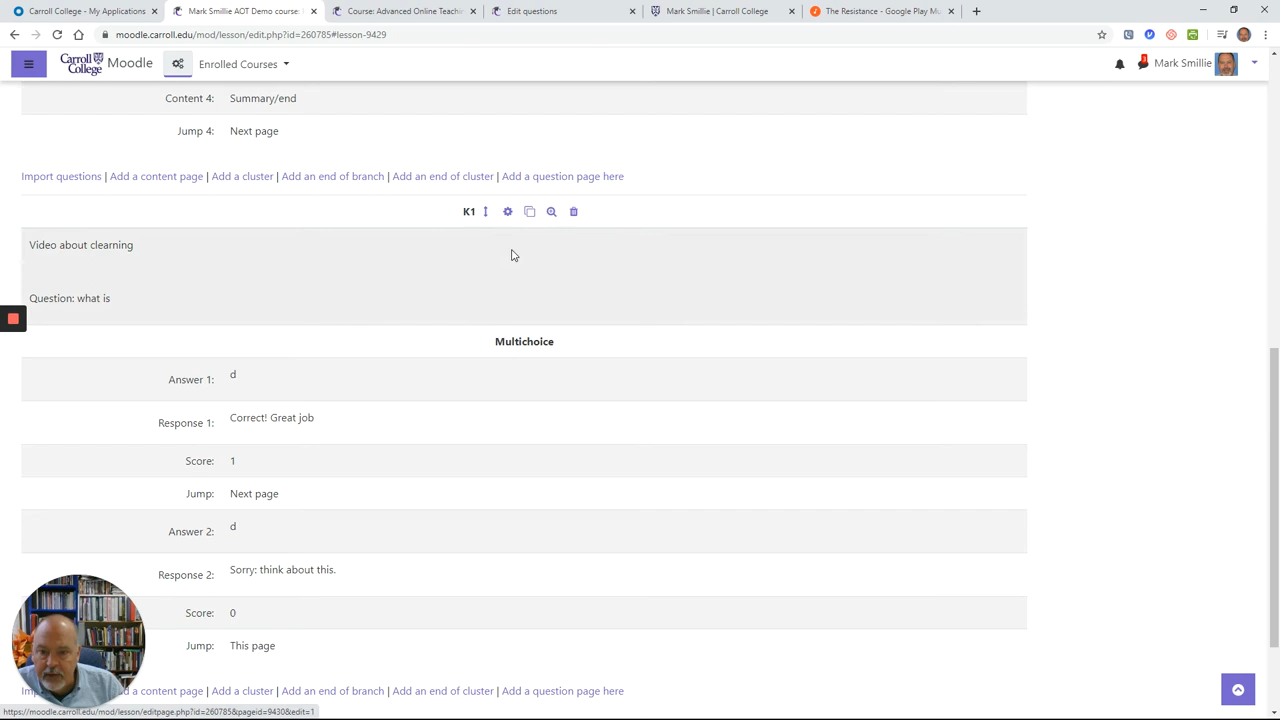 Carroll College - My Applications
Mark Smillie AOT Demo course:
Course: Advanced Online Teach
Edit questions
Mark Smillie | Carroll College
The Resistance - Google Play Mu
moodle.carroll.edu/mod/lesson/edit.php?id=260785#lesson-9429
CARROLL COLLEGE
Moodle
Enrolled Courses
Mark Smillie
Content 4: Summary/end
Jump 4: Next page
Import questions | Add a content page | Add a cluster | Add an end of branch | Add an end of cluster | Add a question page here
K1
Video about clearning
Question: what is
Multichoice
Answer 1: d
Response 1: Correct! Great job
Score: 1
Jump: Next page
Answer 2: d
Response 2: Sorry: think about this.
Score: 0
Jump: This page
a content page | Add a cluster | Add an end of branch | Add an end of cluster | Add a question page here
https://moodle.carroll.edu/mod/lesson/editpage.php?id=260785&pageid=9430&edit=1